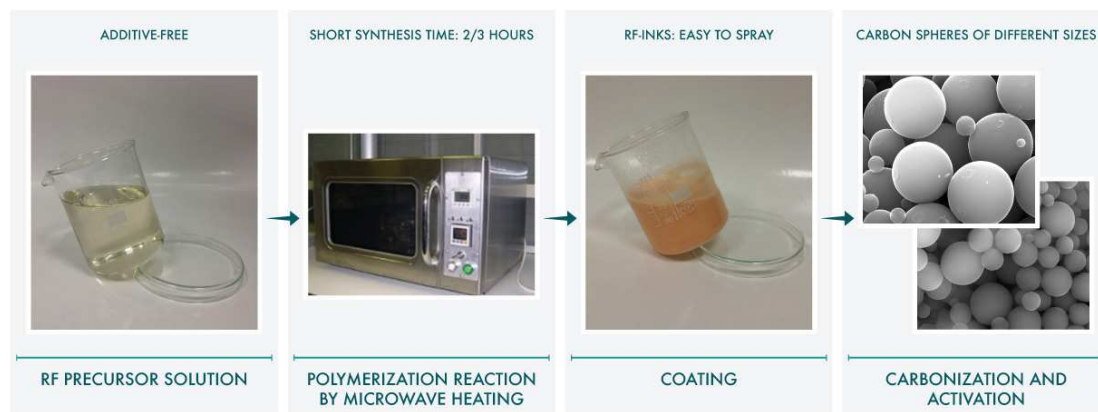 ADDITIVE-FREE
SHORT SYNTHESIS TIME: 2/3 HOURS
RF-INKS: EASY TO SPRAY
CARBON SPHERES OF DIFFERENT SIZES
RF PRECURSOR SOLUTION
POLYMERIZATION REACTION
BY MICROWAVE HEATING
COATING
CARBONIZATION AND
ACTIVATION